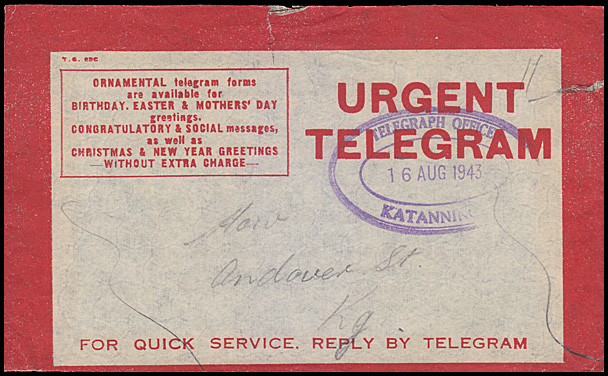 T.G. 42C
ORNAMENTAL telegram forms
are available for
BIRTHDAY, EASTER & MOTHERS' DAY
greetings.
CONGRATULATORY & SOCIAL messages,
as well as
CHRISTMAS & NEW YEAR GREETINGS
—WITHOUT EXTRA CHARGE—
URGENT
TELEGRAM
TELEGRAPH OFFICE
16 AUG 1943
KATANNING
Andover St.
Kg.
FOR QUICK SERVICE, REPLY BY TELEGRAM